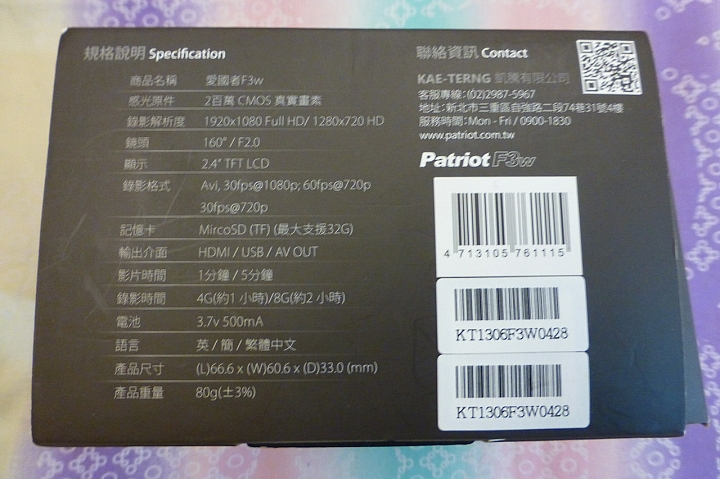 規格說明 Specification
商品名稱 愛國者F3w
感光原件 2百萬 CMOS 真實畫素
錄影解析度 1920x1080 Full HD/ 1280x720 HD
鏡頭 160° / F2.0
顯示 2.4" TFT LCD
錄影格式 Avi, 30fps@1080p; 60fps@720p
30fps@720p
記憶卡 MircoSD (TF) (最大支援32G)
輸出介面 HDMI / USB / AV OUT
影片時間 1分鐘 / 5分鐘
錄影時間 4G(約1 小時)/8G(約2 小時)
電池 3.7v 500mA
語言 英 / 簡 / 繁體中文
產品尺寸 (L)66.6 x (W)60.6 x (D)33.0 (mm)
產品重量 80g(±3%)
聯絡資訊 Contact
KAE-TERNG 凱騰有限公司
客服專線: (02)2987-5967
地址: 新北市三重區自強路二段74巷31號4樓
服務時間: Mon - Fri / 0900-1830
www.patriot.com.tw
Patriot F3w
4 713105 761115
KT1306F3W0428
KT1306F3W0428